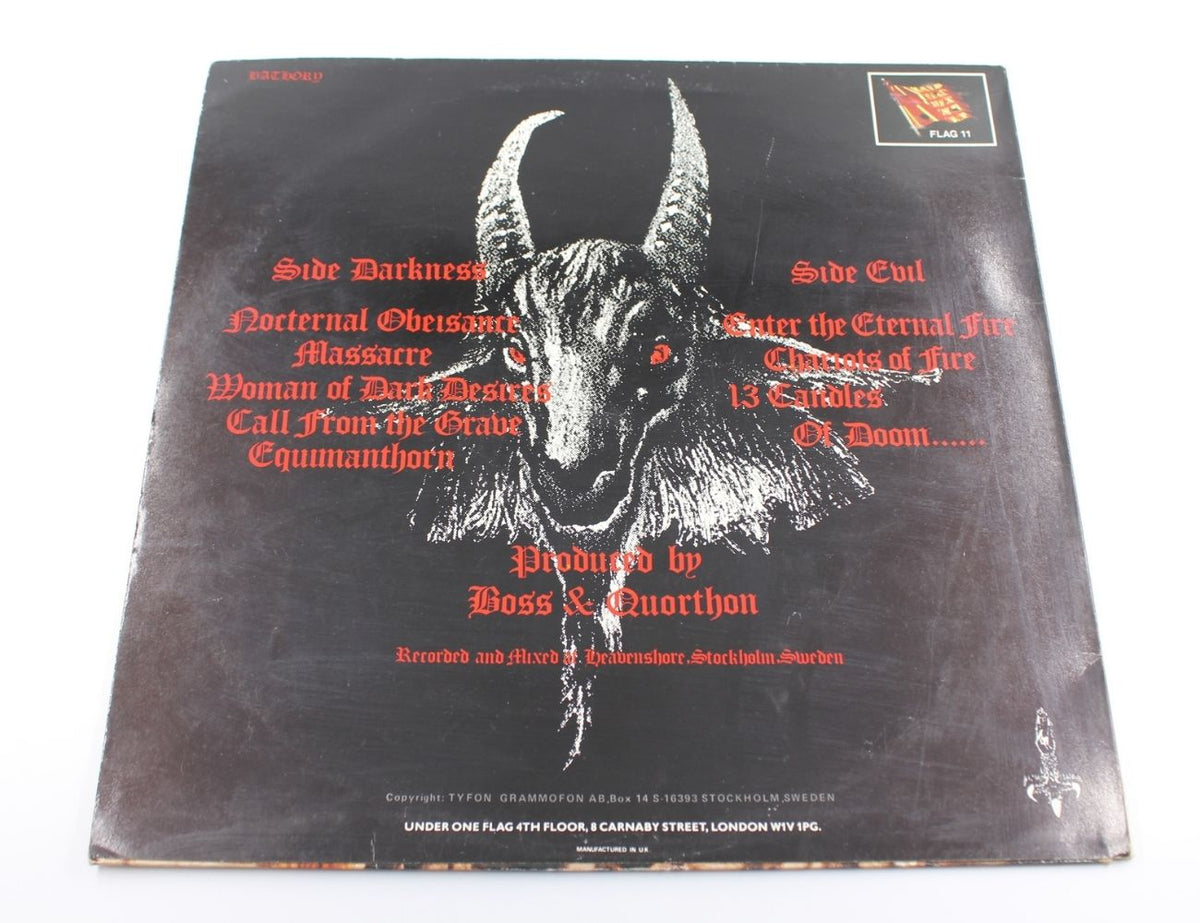 BATHORY
FLAG 11
Side Darkness
Nocternal Obeisance
Massacre
Woman of Dark Desires
Call From the Grave
Equimanthorn
Side Evil
Enter the Eternal Fire
Chariots of Fire
13 Candles
Of Doom......
Produced by
Boss & Quorthon
Recorded and Mixed at Heavenshore,Stockholm.Sweden
Copyright: TYFON GRAMMOFON AB,Box 14 S-16393 STOCKHOLM,SWEDEN
UNDER ONE FLAG 4TH FLOOR, 8 CARNABY STREET, LONDON W1V 1PG.
MANUFACTURED IN U.K.